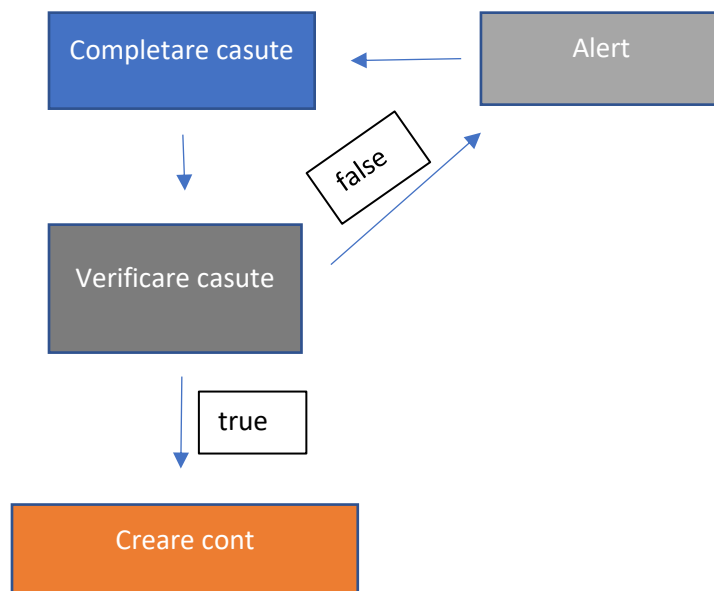 Completare casute
Alert
false
Verificare casute
true
Creare cont